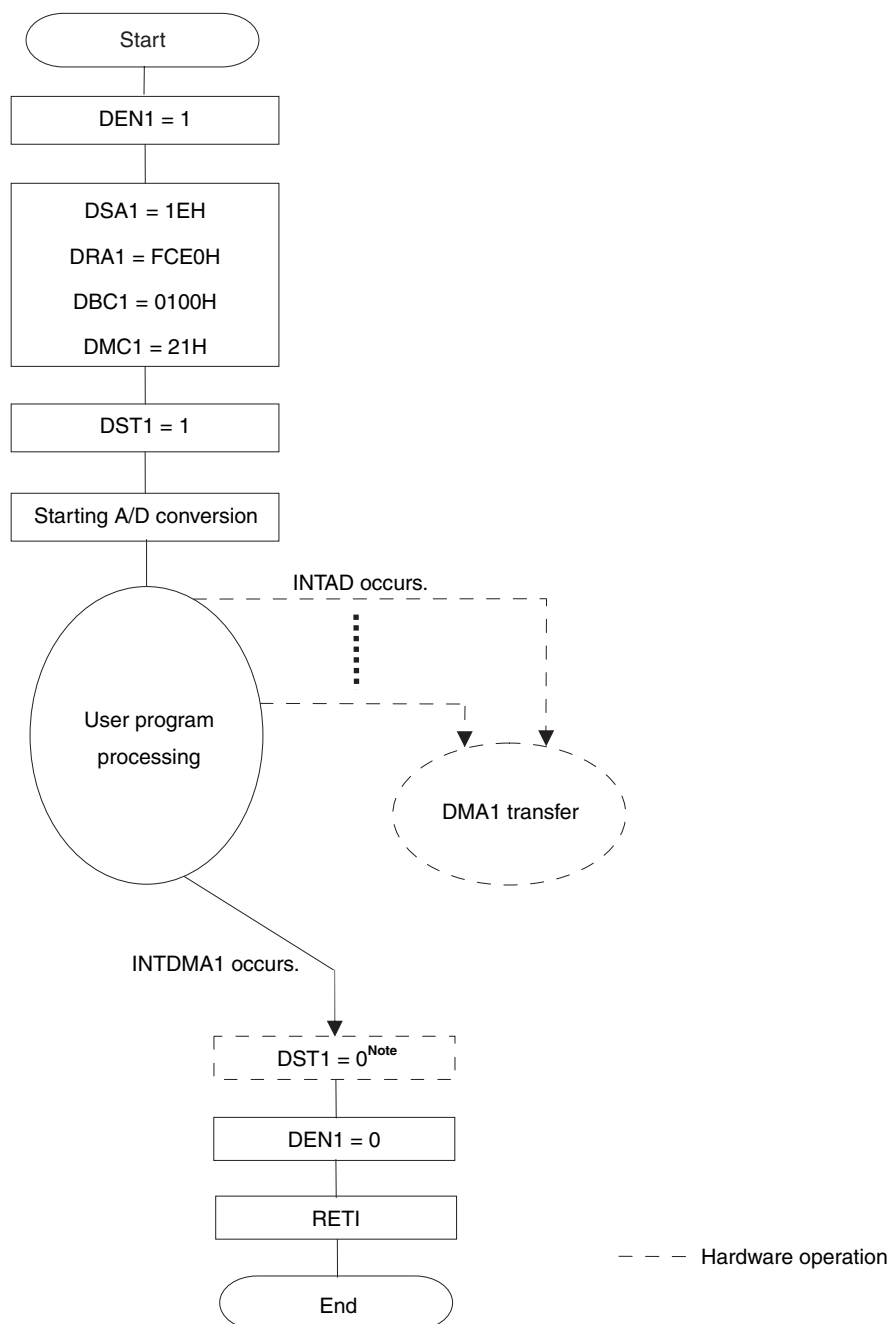 Start
DEN1 = 1
DSA1 = 1EH
DRA1 = FCE0H
DBC1 = 0100H
DMC1 = 21H
DST1 = 1
Starting A/D conversion
INTAD occurs.
User program
processing
DMA1 transfer
INTDMA1 occurs.
DST1 = 0Note
DEN1 = 0
RETI
Hardware operation
End